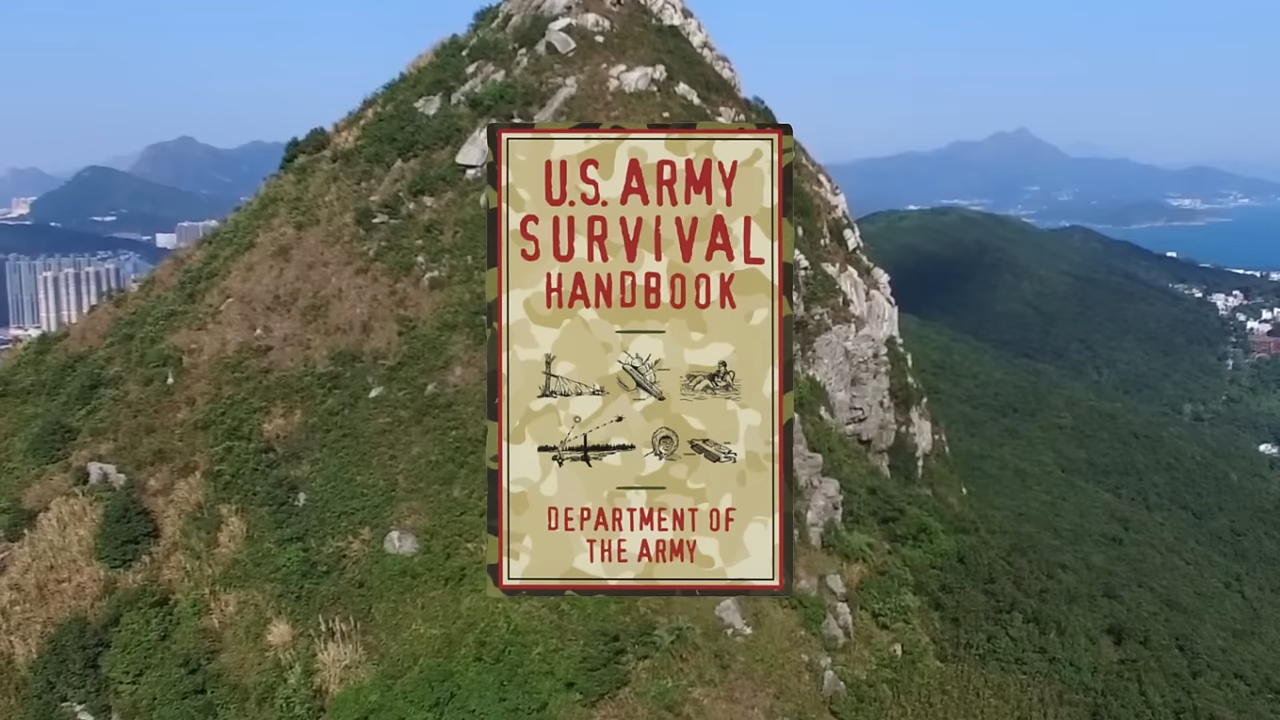 U.S. ARMY
SURVIVAL
HANDBOOK
DEPARTMENT OF
THE ARMY